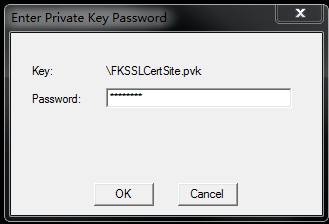 Enter Private Key Password
Key: \FKSSLCertSite.pvk
Password: ********
OK Cancel